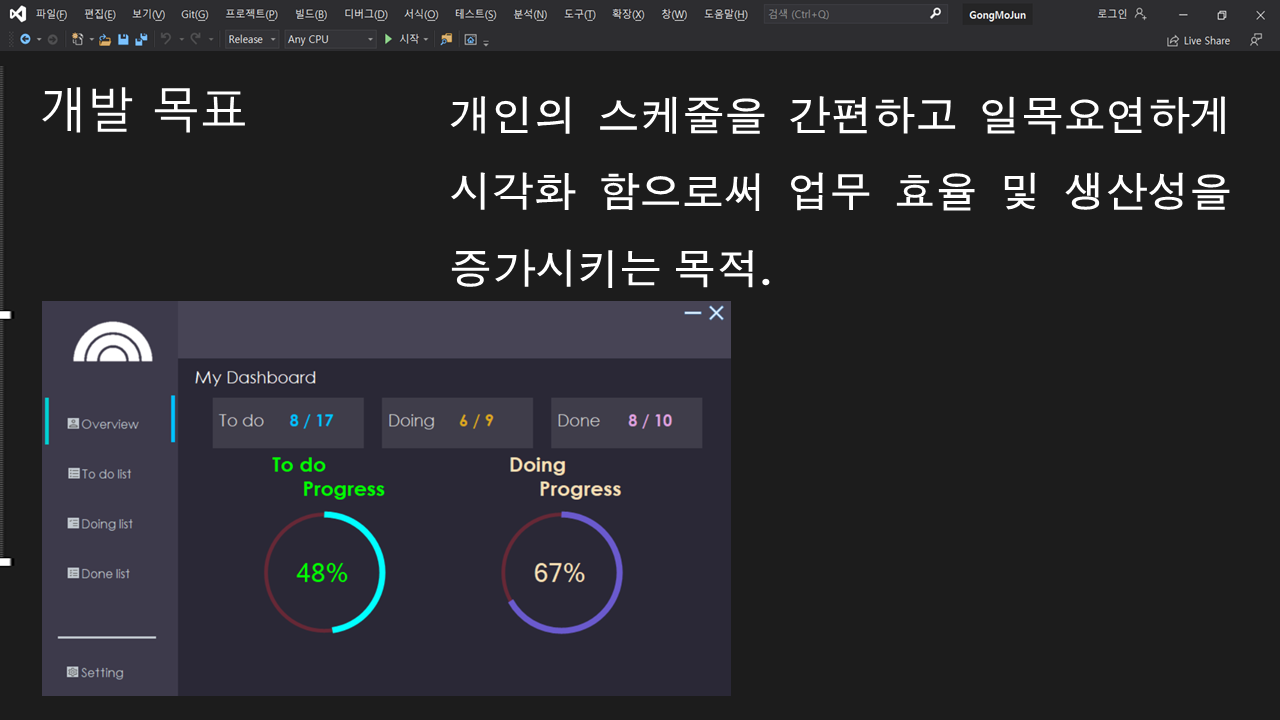 파일(F) 편집(E) 보기(V) Git(G) 프로젝트(P) 빌드(B) 디버그(D) 서식(O) 테스트(S) 분석(N) 도구(T) 확장(X) 창(W) 도움말(H) 검색 (Ctrl+Q) GongMoJun 로그인
Release Any CPU 시작 Live Share
개발 목표
개인의 스케줄을 간편하고 일목요연하게
시각화 함으로써 업무 효율 및 생산성을
증가시키는 목적.
My Dashboard
To do 8 / 17 Doing 6 / 9 Done 8 / 10
Overview
To do list
Doing list
Done list
Setting
To do
Progress
48%
Doing
Progress
67%